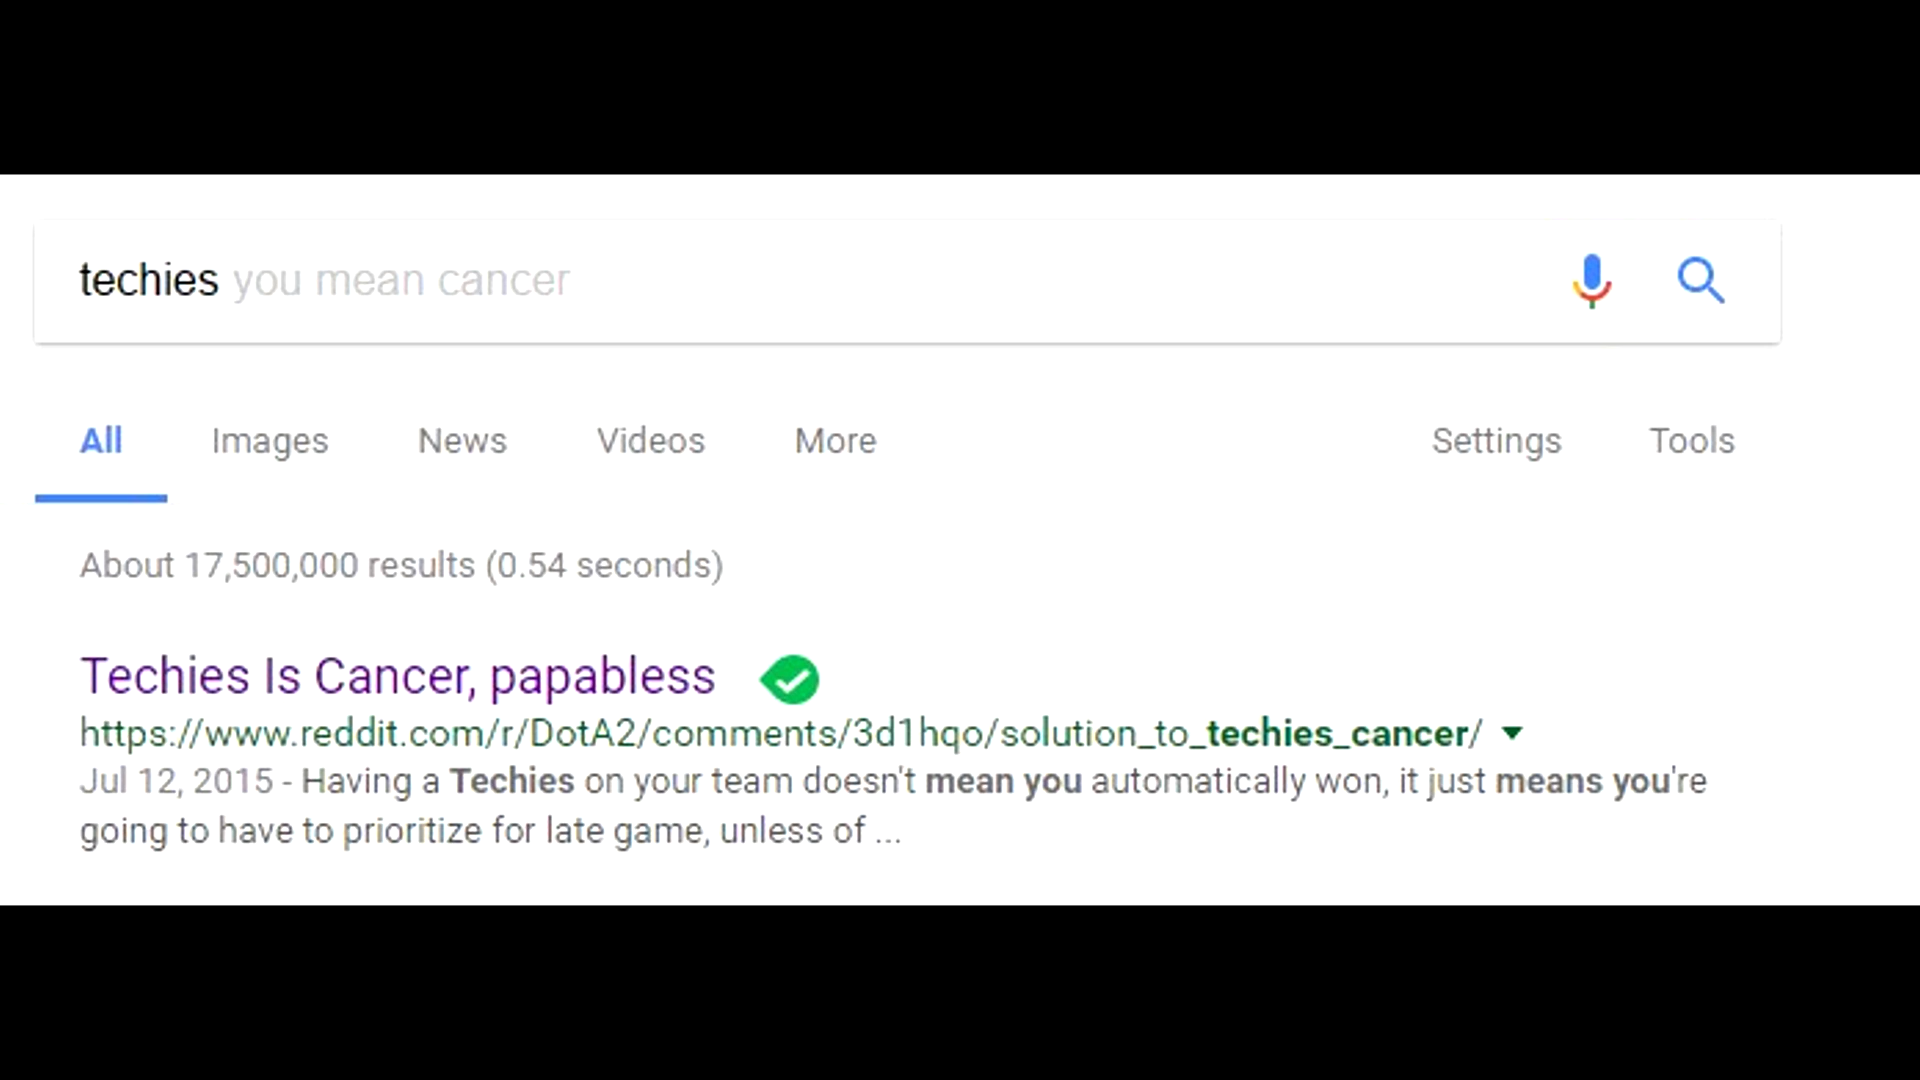 techies you mean cancer
All Images News Videos More Settings Tools
About 17,500,000 results (0.54 seconds)
Techies Is Cancer, papabless
https://www.reddit.com/r/DotA2/comments/3d1hqo/solution_to_techies_cancer/
Jul 12, 2015 - Having a Techies on your team doesn't mean you automatically won, it just means you're
going to have to prioritize for late game, unless of ...